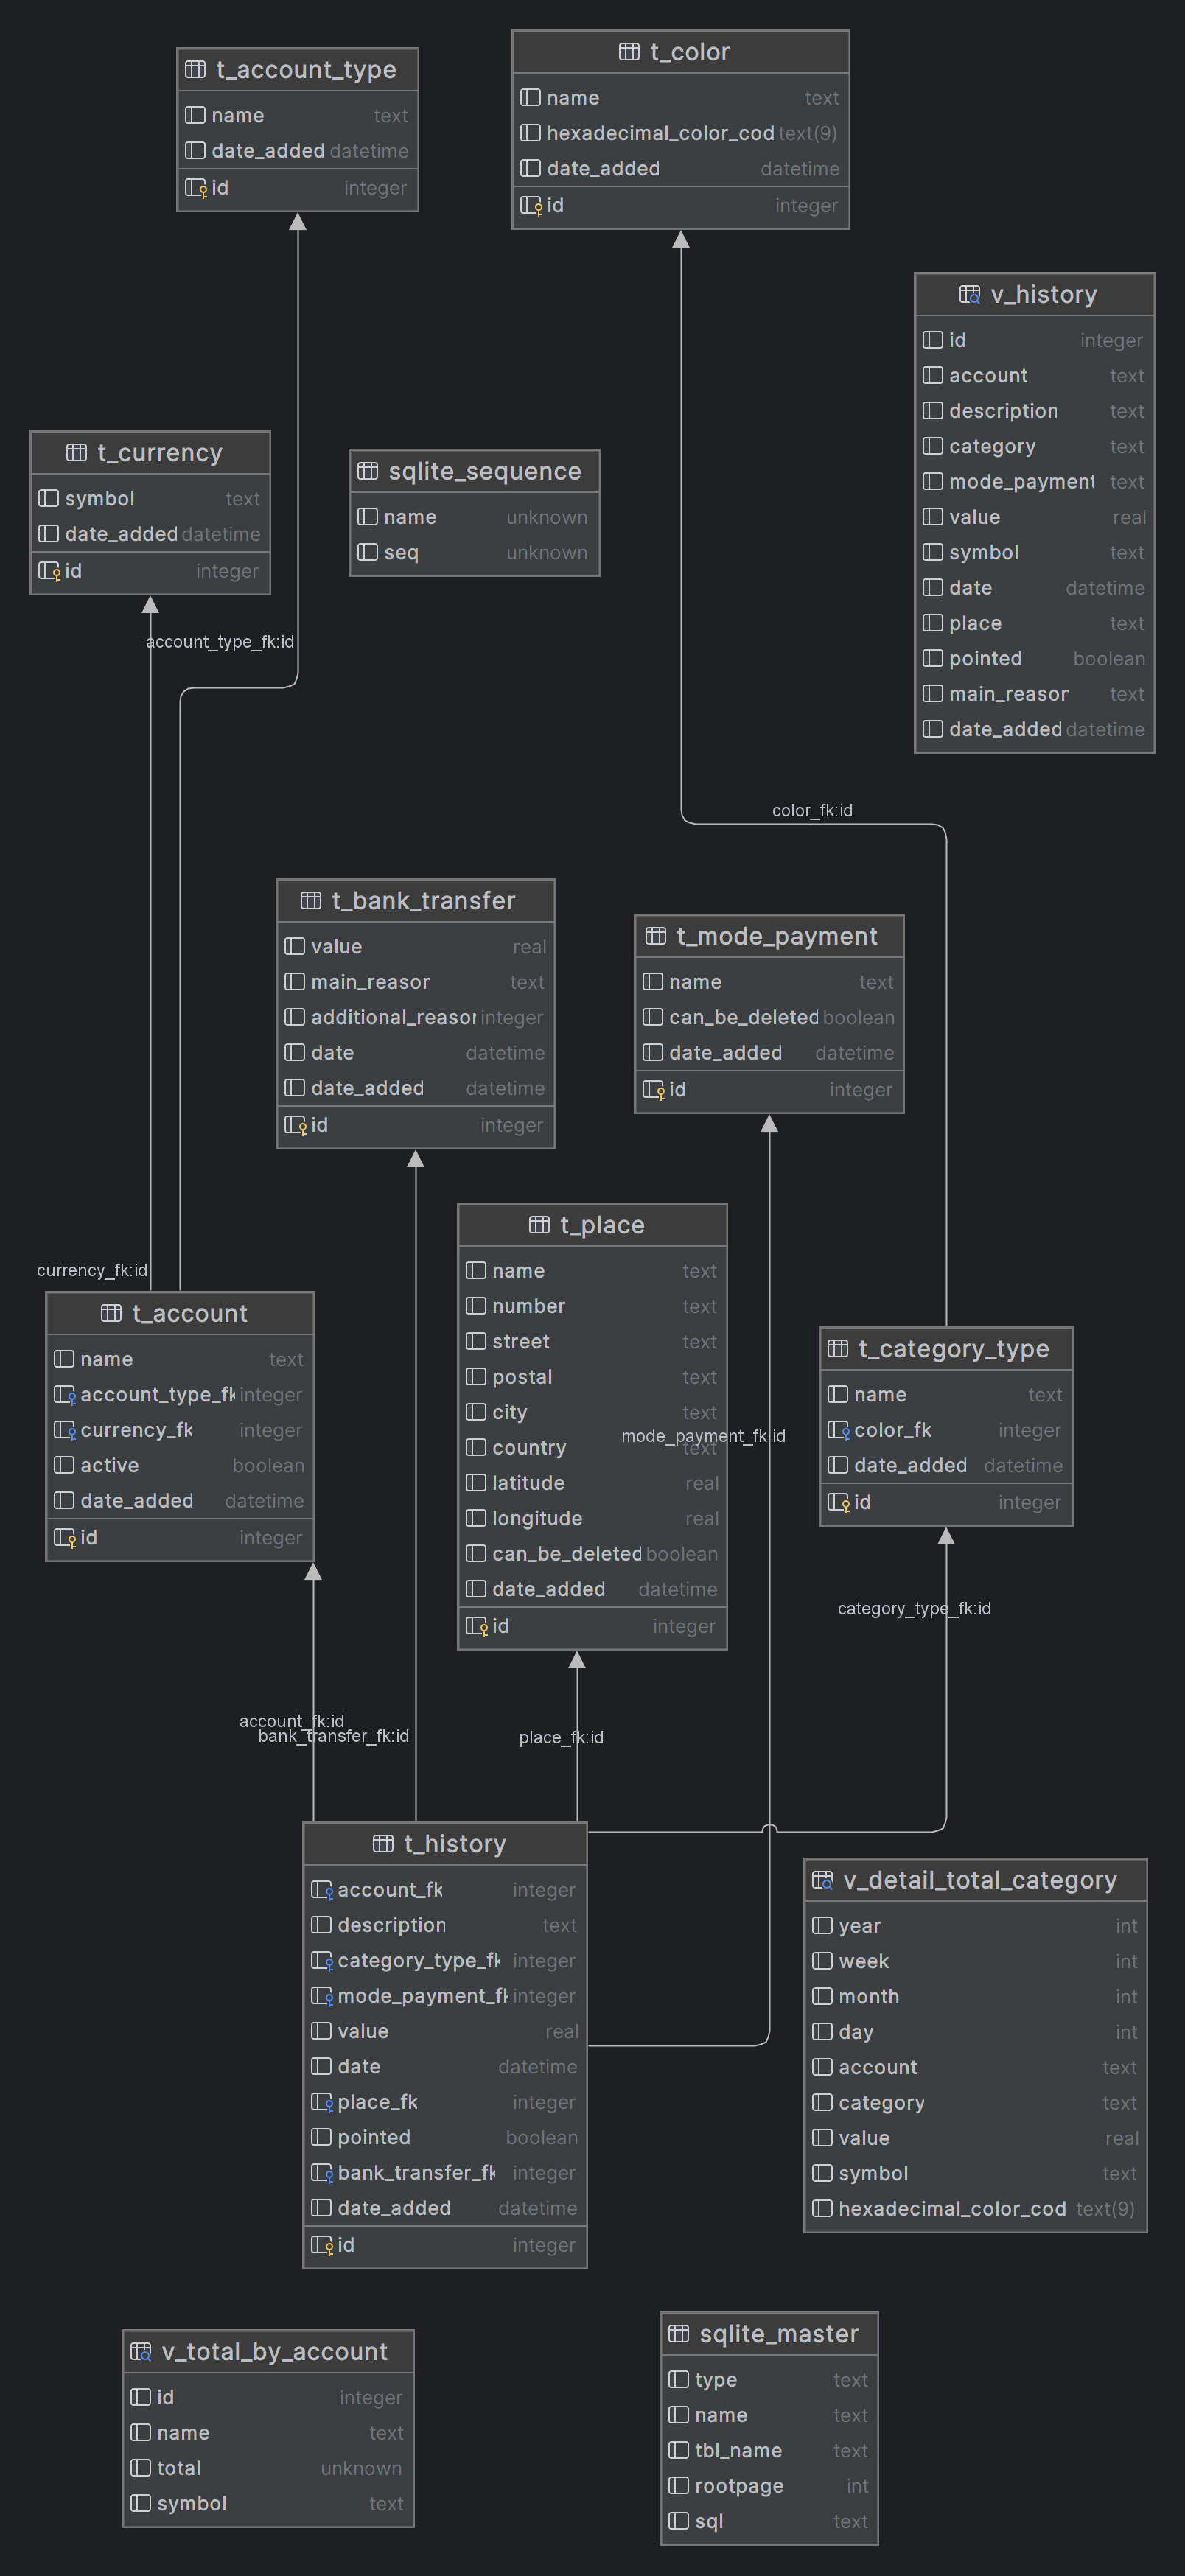 t_account_type
name text
date_added datetime
id integer
t_color
name text
hexadecimal_color_cod text(9)
date_added datetime
id integer
v_history
id integer
account text
description text
category text
mode_payment text
value real
symbol text
date datetime
place text
pointed boolean
main_reason text
date_added datetime
t_currency
symbol text
date_added datetime
id integer
sqlite_sequence
name unknown
seq unknown
account_type_fk:id
color_fk:id
t_bank_transfer
value real
main_reason text
additional_reason integer
date datetime
date_added datetime
id integer
t_mode_payment
name text
can_be_deleted boolean
date_added datetime
id integer
t_place
name text
number text
street text
postal text
city text
country text
latitude real
longitude real
can_be_deleted boolean
date_added datetime
id integer
currency_fk:id
t_account
name text
account_type_fk integer
currency_fk integer
active boolean
date_added datetime
id integer
mode_payment_fk:id
t_category_type
name text
color_fk integer
date_added datetime
id integer
category_type_fk:id
account_fk:id
bank_transfer_fk:id
place_fk:id
t_history
account_fk integer
description text
category_type_fk integer
mode_payment_fk integer
value real
date datetime
place_fk integer
pointed boolean
bank_transfer_fk integer
date_added datetime
id integer
v_detail_total_category
year int
week int
month int
day int
account text
category text
value real
symbol text
hexadecimal_color_cod text(9)
v_total_by_account
id integer
name text
total unknown
symbol text
sqlite_master
type text
name text
tbl_name text
rootpage int
sql text